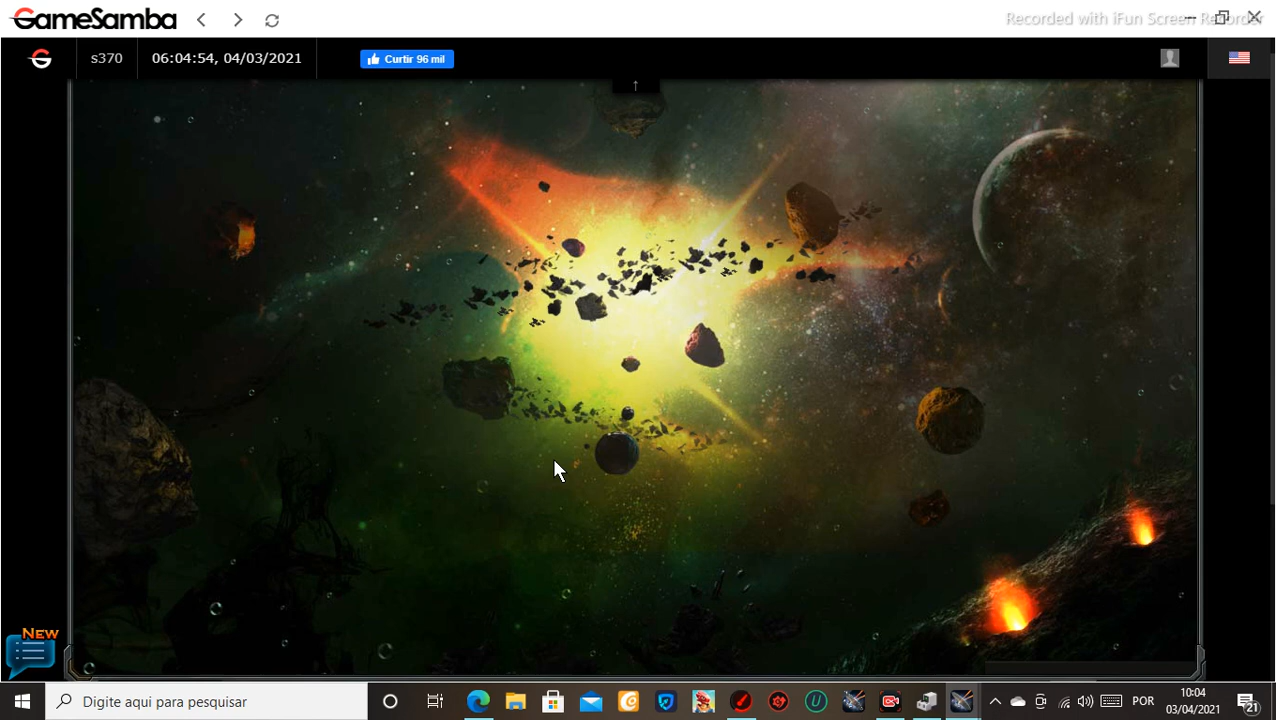 GameSamba
Recorded with iFun Screen Recorder
s370
06:04:54, 04/03/2021
Curtir 96 mil
↑
NEW
Digite aqui para pesquisar
POR
10:04
03/04/2021
21